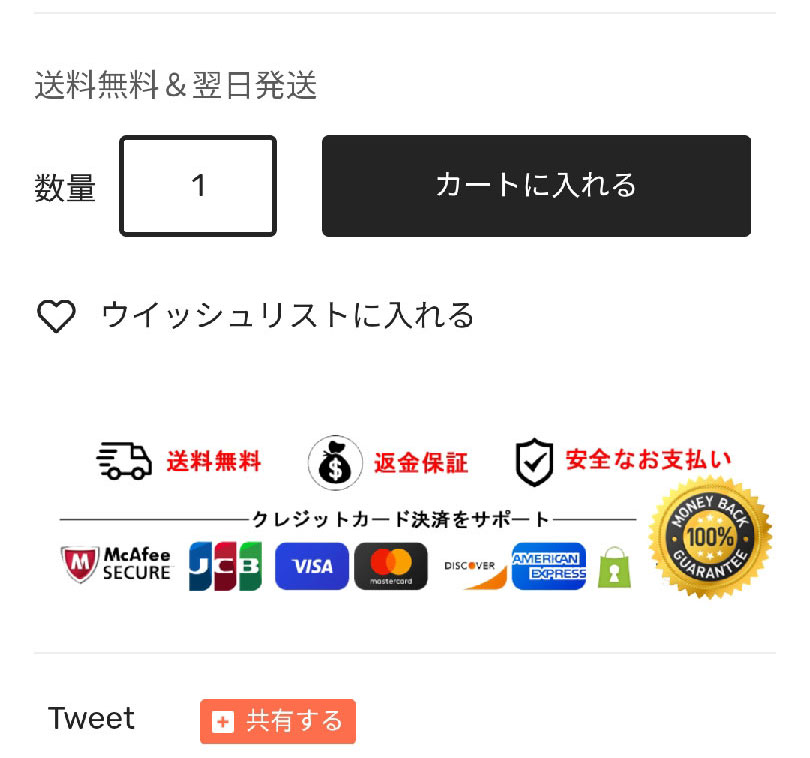 送料無料＆翌日発送
数量 1 カートに入れる
ウイッシュリストに入れる
送料無料 返金保証 安全なお支払い
クレジットカード決済をサポート
McAfee SECURE JCB VISA mastercard DISCOVER AMERICAN EXPRESS
MONEY BACK 100% GUARANTEE
Tweet 共有する